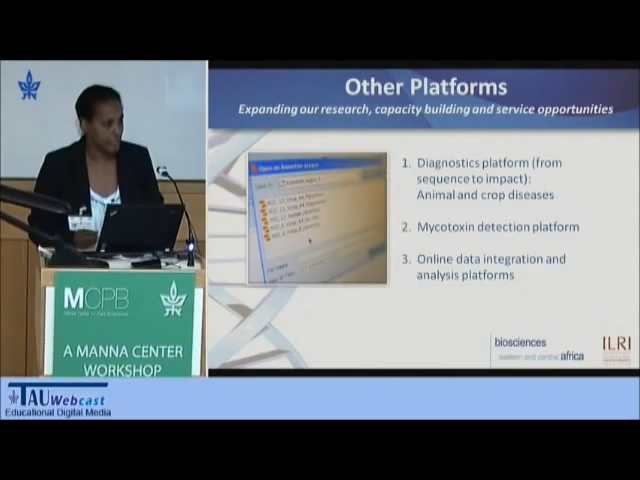 Other Platforms
Expanding our research, capacity building and service opportunities
1. Diagnostics platform (from
sequence to impact):
Animal and crop diseases
2. Mycotoxin detection platform
3. Online data integration and
analysis platforms
biosciences
eastern and central africa
ILRI
MCPB
Manna Center for Plant Biosciences
A MANNA CENTER
WORKSHOP
TAU Webcast
Educational Digital Media